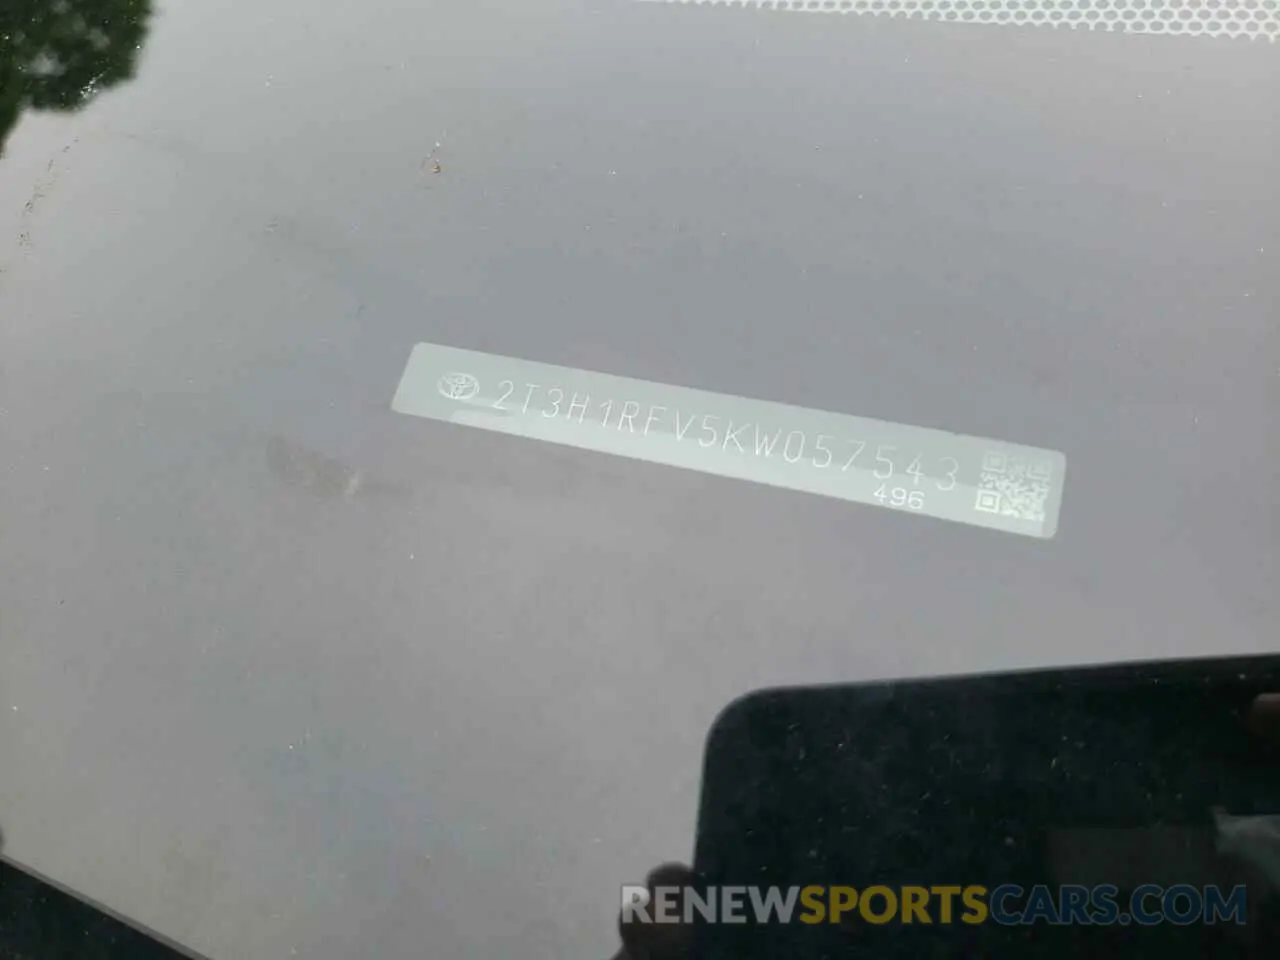 2T3H1RFV5KW057543
496
RENEWSPORTSCARS.COM